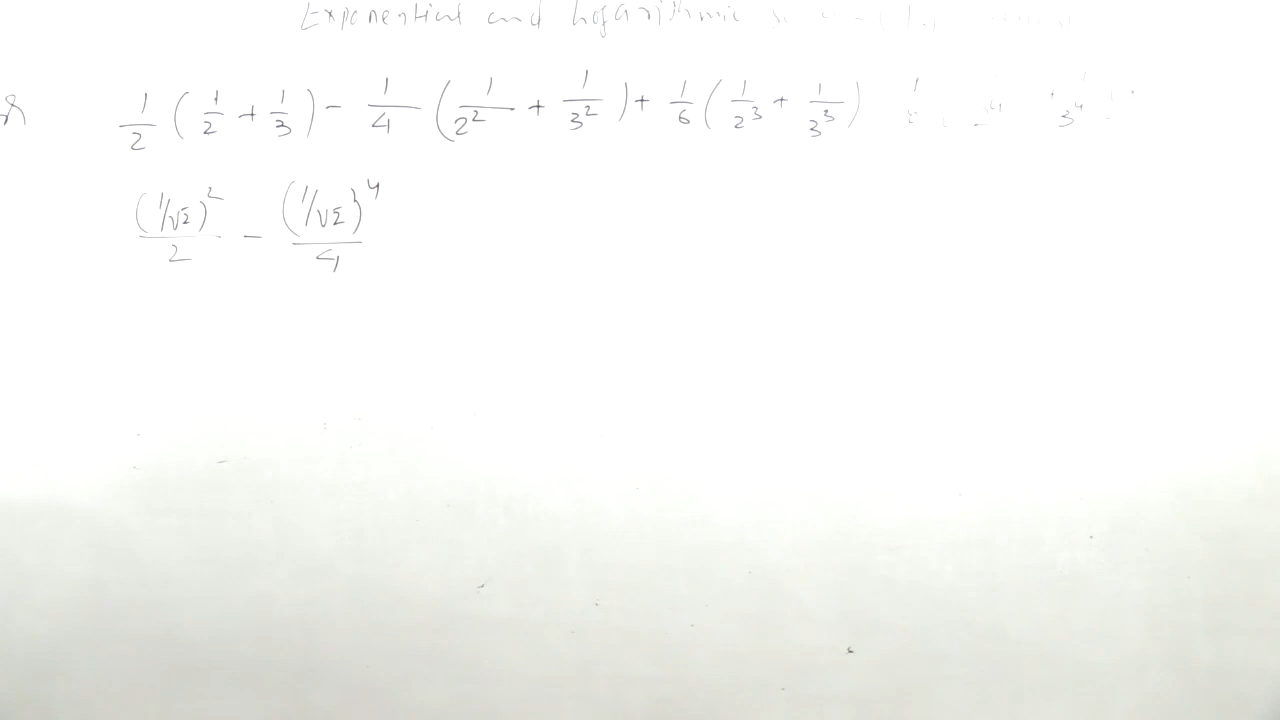 Exponential and logarithmic
1/2 (1/2 + 1/3) - 1/4 (1/2² + 1/3²) + 1/6 (1/2³ + 1/3³)
(1/√2)²/2 - (1/√2)⁴/4